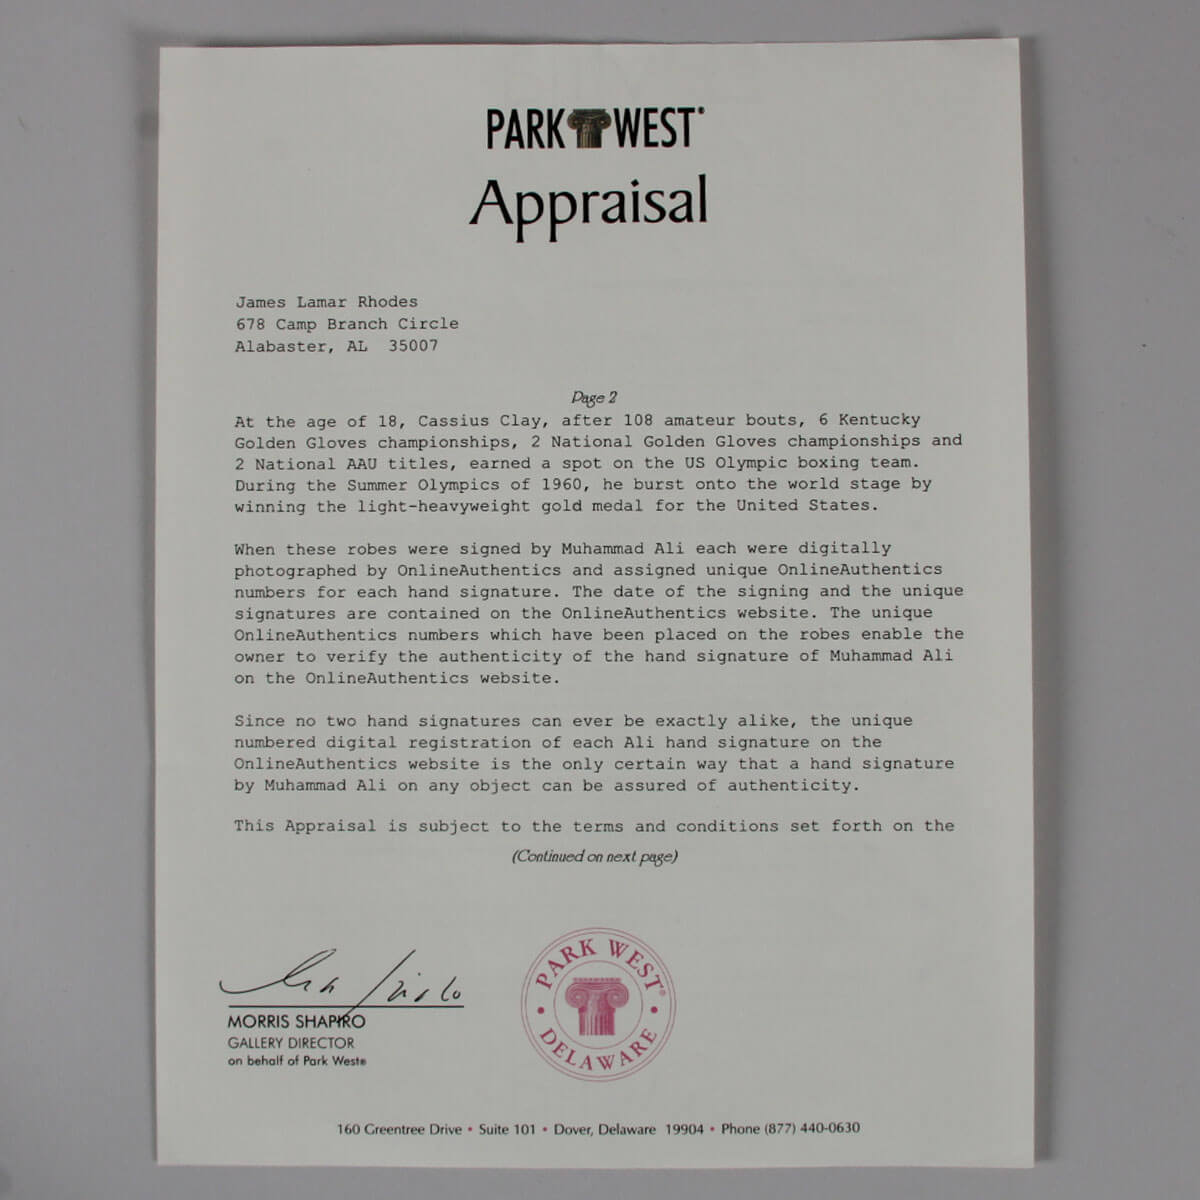 PARK WEST®
Appraisal
James Lamar Rhodes
678 Camp Branch Circle
Alabaster, AL  35007
Page 2
At the age of 18, Cassius Clay, after 108 amateur bouts, 6 Kentucky
Golden Gloves championships, 2 National Golden Gloves championships and
2 National AAU titles, earned a spot on the US Olympic boxing team.
During the Summer Olympics of 1960, he burst onto the world stage by
winning the light-heavyweight gold medal for the United States.
When these robes were signed by Muhammad Ali each were digitally
photographed by OnlineAuthentics and assigned unique OnlineAuthentics
numbers for each hand signature. The date of the signing and the unique
signatures are contained on the OnlineAuthentics website. The unique
OnlineAuthentics numbers which have been placed on the robes enable the
owner to verify the authenticity of the hand signature of Muhammad Ali
on the OnlineAuthentics website.
Since no two hand signatures can ever be exactly alike, the unique
numbered digital registration of each Ali hand signature on the
OnlineAuthentics website is the only certain way that a hand signature
by Muhammad Ali on any object can be assured of authenticity.
This Appraisal is subject to the terms and conditions set forth on the
(Continued on next page)
MORRIS SHAPIRO
GALLERY DIRECTOR
on behalf of Park West®
PARK WEST®
• DELAWARE •
160 Greentree Drive • Suite 101 • Dover, Delaware  19904 • Phone (877) 440-0630